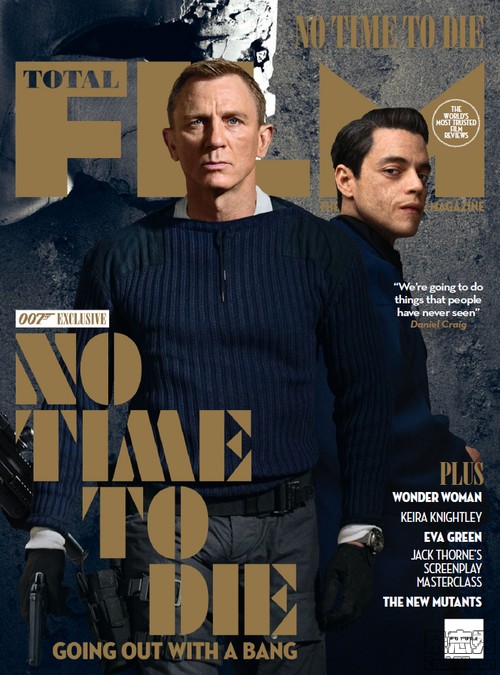 NO TIME TO DIE
TOTAL
FILM
THE
WORLD'S
MOST TRUSTED
FILM
REVIEWS
MAGAZINE
"We're going to do
things that people
have never seen"
Daniel Craig
007 EXCLUSIVE
NO
TIME
TO
DIE
GOING OUT WITH A BANG
PLUS
WONDER WOMAN
KEIRA KNIGHTLEY
EVA GREEN
JACK THORNE'S
SCREENPLAY
MASTERCLASS
THE NEW MUTANTS